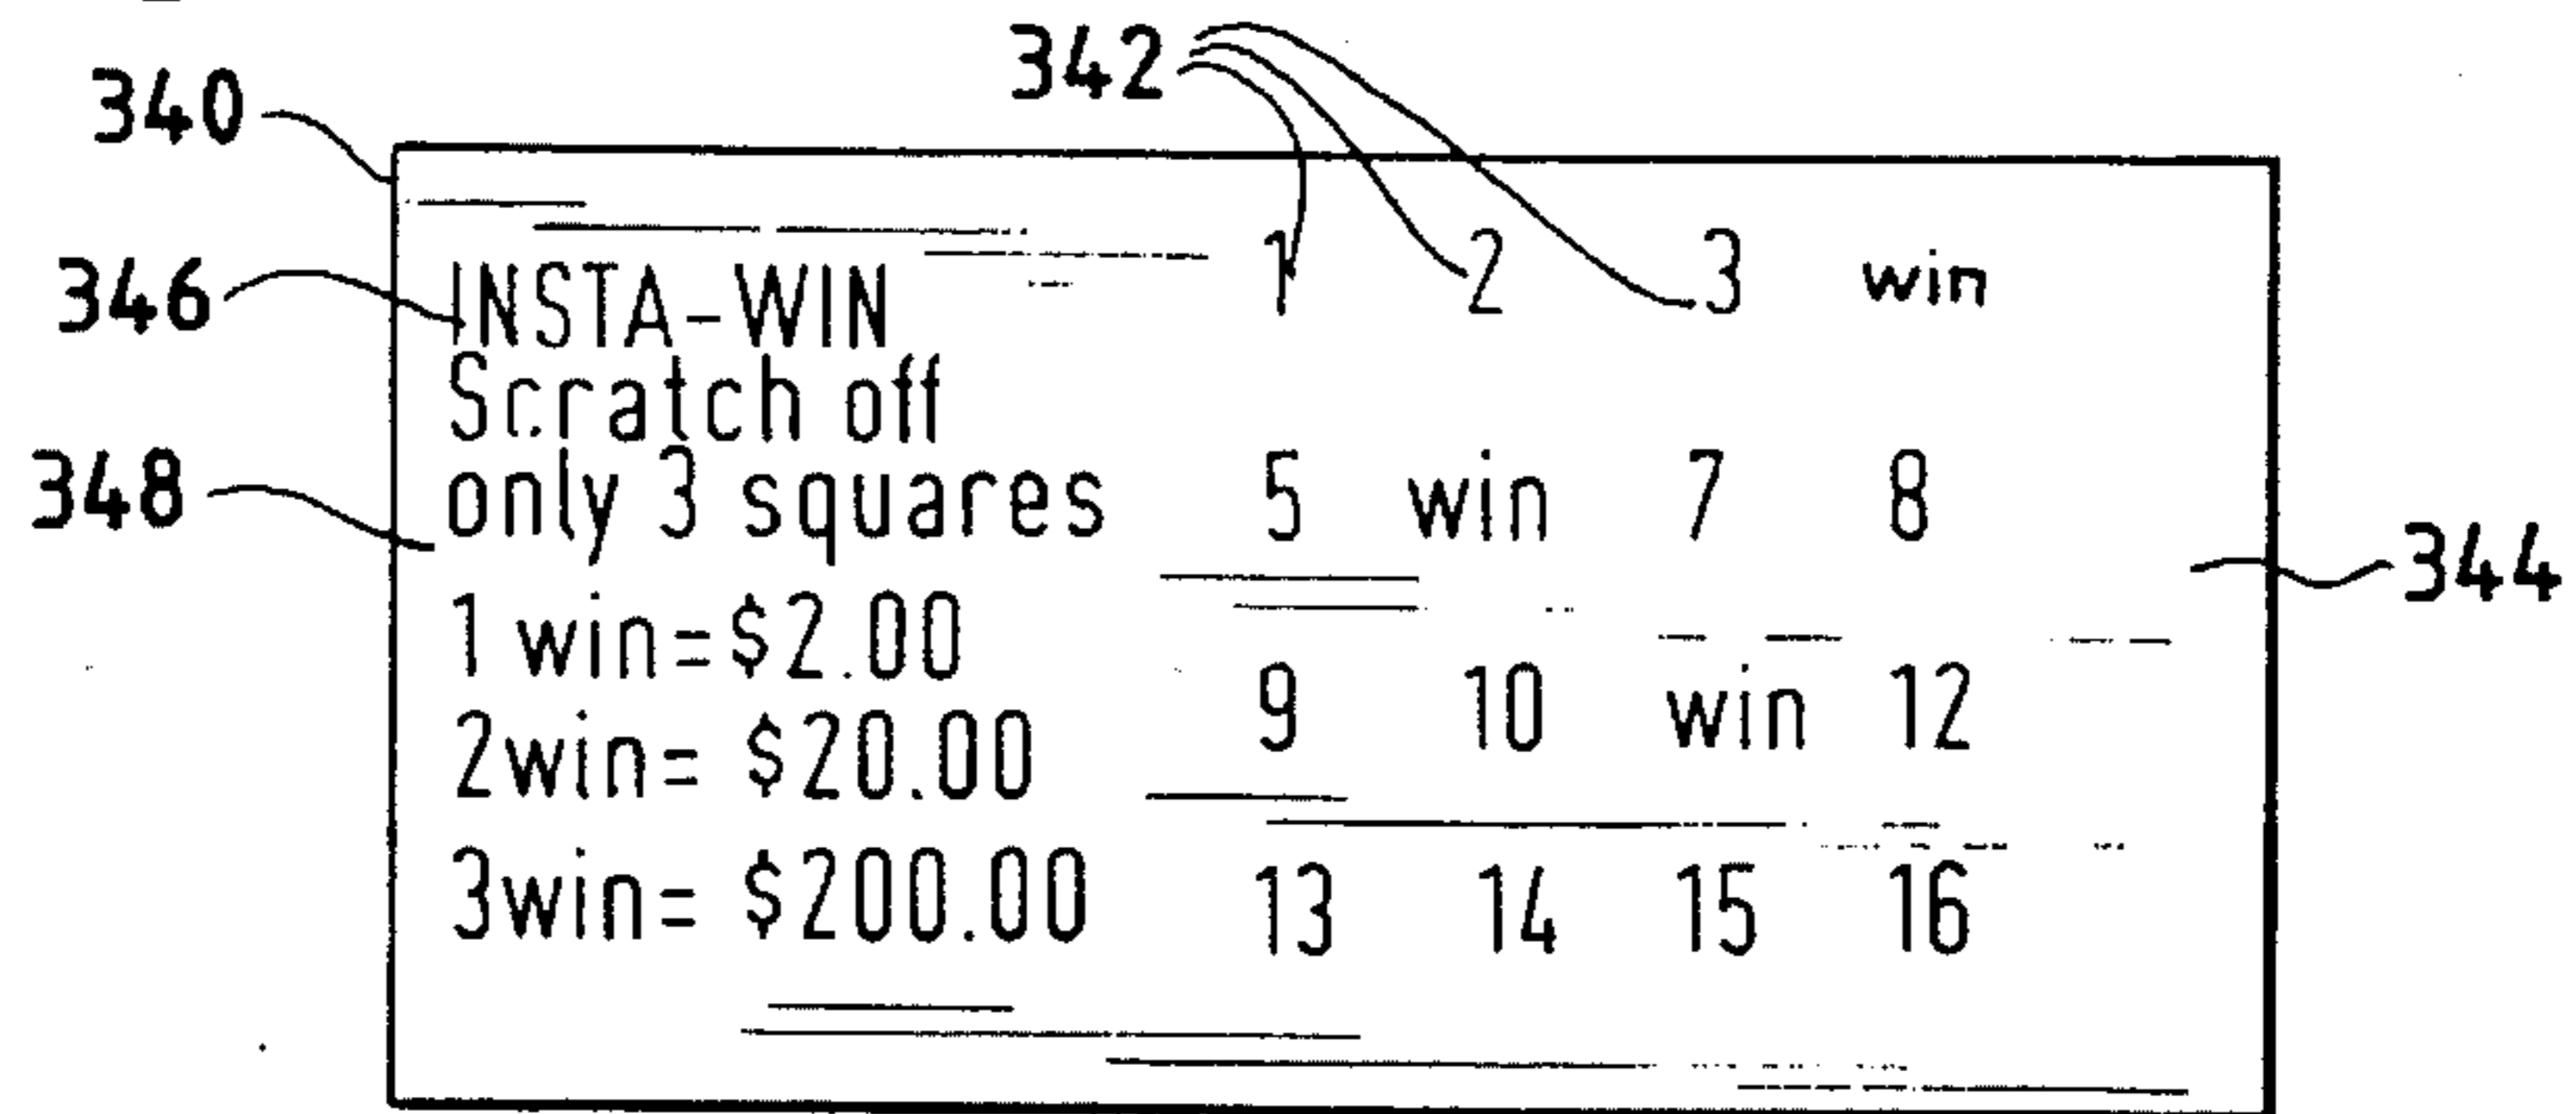 342
340
346
348
344
INSTA-WIN
Scratch off
only 3 squares
1 win=$2.00
2win= $20.00
3win= $200.00
1 2 3 win
5 win 7 8
9 10 win 12
13 14 15 16